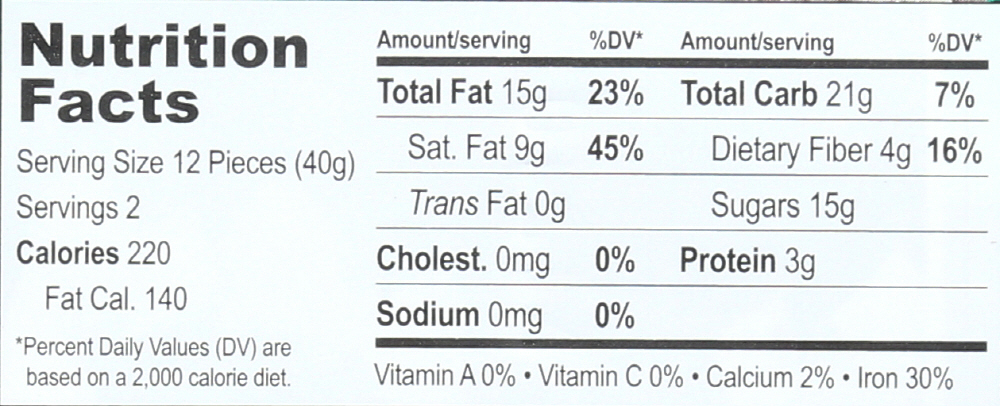 Nutrition
Facts
Serving Size 12 Pieces (40g)
Servings 2
Calories 220
Fat Cal. 140
*Percent Daily Values (DV) are
based on a 2,000 calorie diet.
Amount/serving %DV* Amount/serving %DV*
Total Fat 15g 23% Total Carb 21g 7%
Sat. Fat 9g 45% Dietary Fiber 4g 16%
Trans Fat 0g Sugars 15g
Cholest. 0mg 0% Protein 3g
Sodium 0mg 0%
Vitamin A 0% • Vitamin C 0% • Calcium 2% • Iron 30%